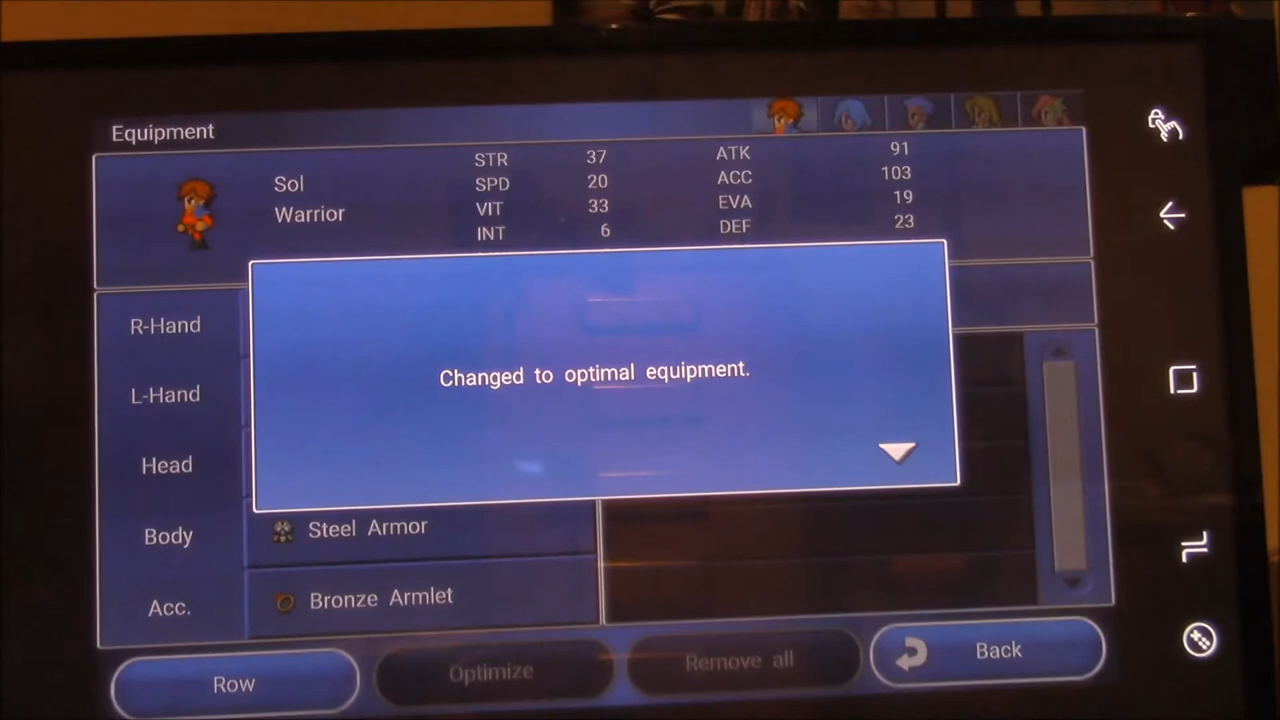 Equipment
Sol
Warrior
STR 37 ATK 91
SPD 20 ACC 103
VIT 33 EVA 19
INT 6 DEF 23
R-Hand
L-Hand
Head
Body
Acc.
Changed to optimal equipment.
Steel Armor
Bronze Armlet
Row
Optimize
Remove all
Back